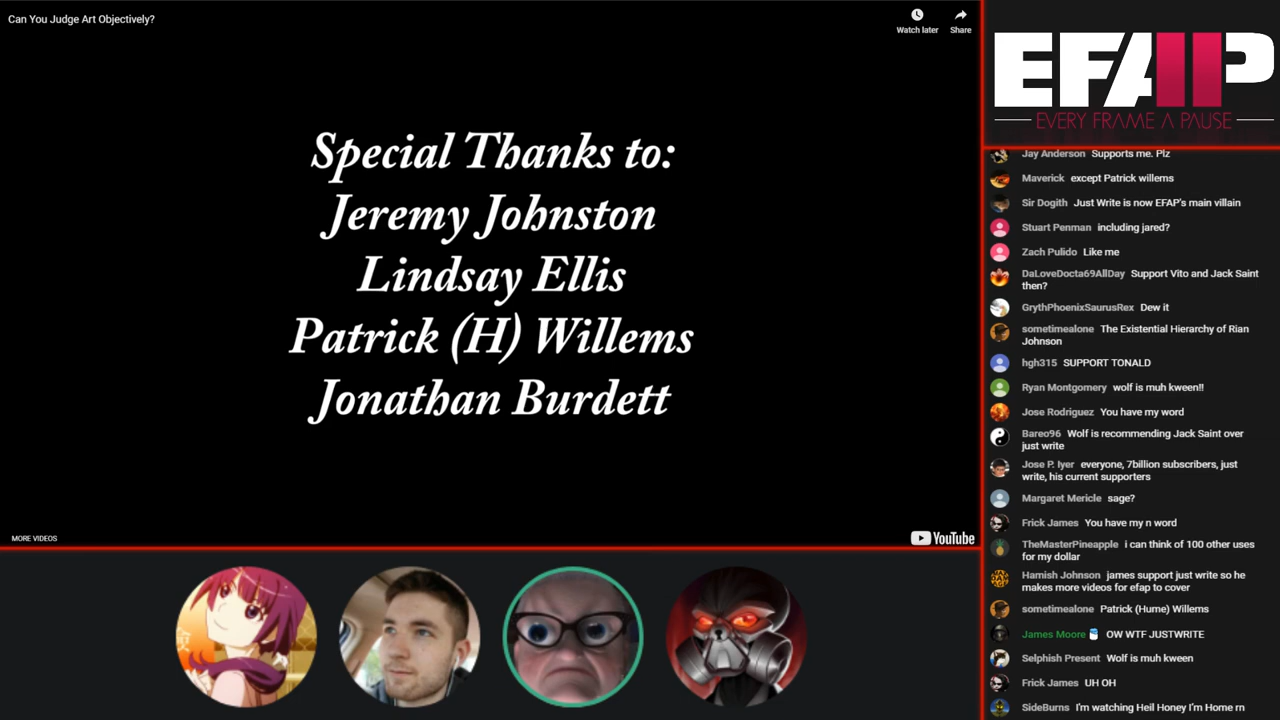 Can You Judge Art Objectively?
Watch later
Share
Special Thanks to:
Jeremy Johnston
Lindsay Ellis
Patrick (H) Willems
Jonathan Burdett
MORE VIDEOS
YouTube
EFAP
EVERY FRAME A PAUSE
Jay Anderson Supports me. Plz
Maverick except Patrick willems
Sir Dogith Just Write is now EFAP's main villain
Stuart Penman including jared?
Zach Pulido Like me
DaLoveDocta69AllDay Support Vito and Jack Saint
then?
GrythPhoenixSaurusRex Dew it
sometimealone The Existential Hierarchy of Rian
Johnson
hgh315 SUPPORT TONALD
Ryan Montgomery wolf is muh kween!!
Jose Rodriguez You have my word
Bareo96 Wolf is recommending Jack Saint over
just write
Jose P. Iyer everyone, 7billion subscribers, just
write, his current supporters
Margaret Mericle sage?
Frick James You have my n word
TheMasterPineapple i can think of 100 other uses
for my dollar
Hamish Johnson james support just write so he
makes more videos for efap to cover
sometimealone Patrick (Hume) Willems
James Moore OW WTF JUSTWRITE
Selphish Present Wolf is muh kween
Frick James UH OH
SideBurns I'm watching Heil Honey I'm Home rn